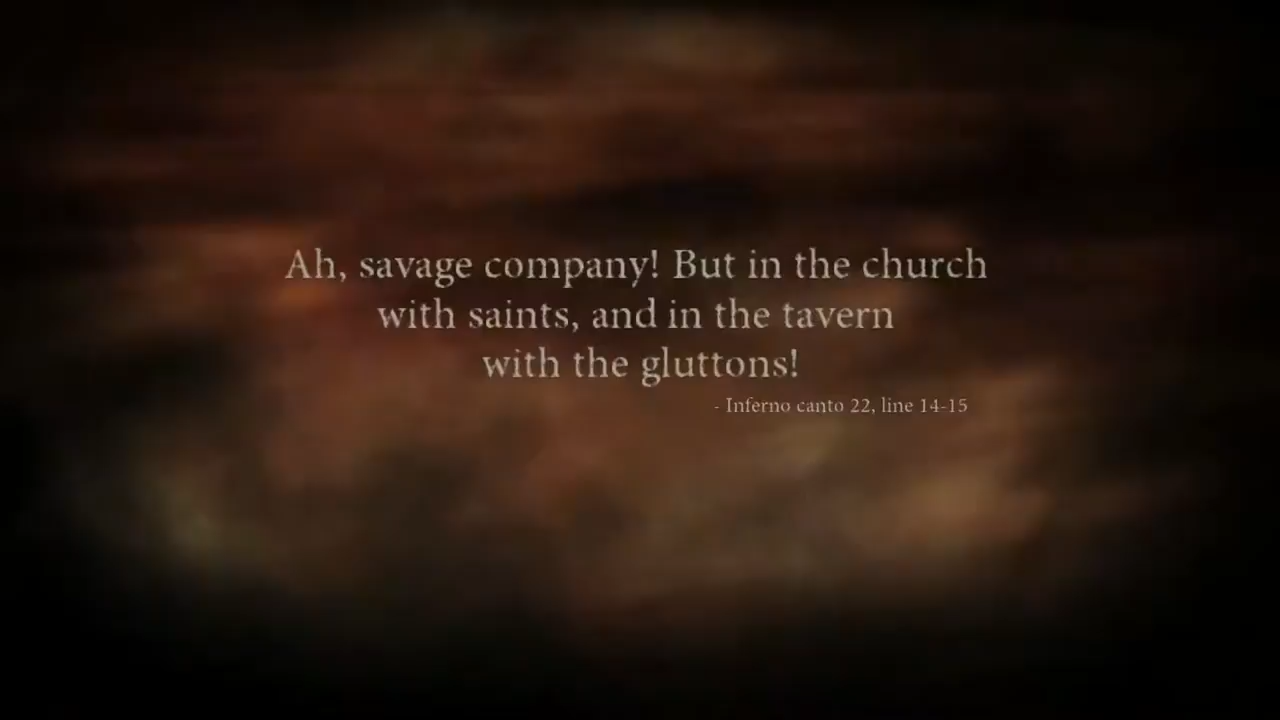 Ah, savage company! But in the church
with saints, and in the tavern
with the gluttons!
- Inferno canto 22, line 14-15